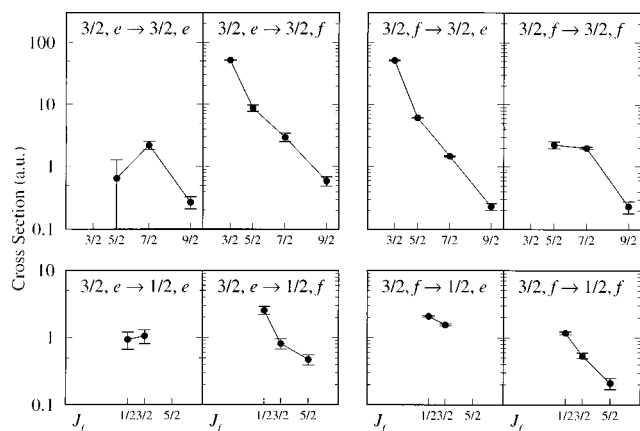 3/2, e → 3/2, e
3/2, e → 3/2, f
3/2, f → 3/2, e
3/2, f → 3/2, f
100
10
1
0.1
Cross Section (a.u.)
3/2 5/2 7/2 9/2
3/2 5/2 7/2 9/2
3/2 5/2 7/2 9/2
3/2 5/2 7/2 9/2
3/2, e → 1/2, e
3/2, e → 1/2, f
3/2, f → 1/2, e
3/2, f → 1/2, f
10
1
0.1
J_f
1/2 3/2 5/2
J_f
1/2 3/2 5/2
J_f
1/2 3/2 5/2
J_f
1/2 3/2 5/2